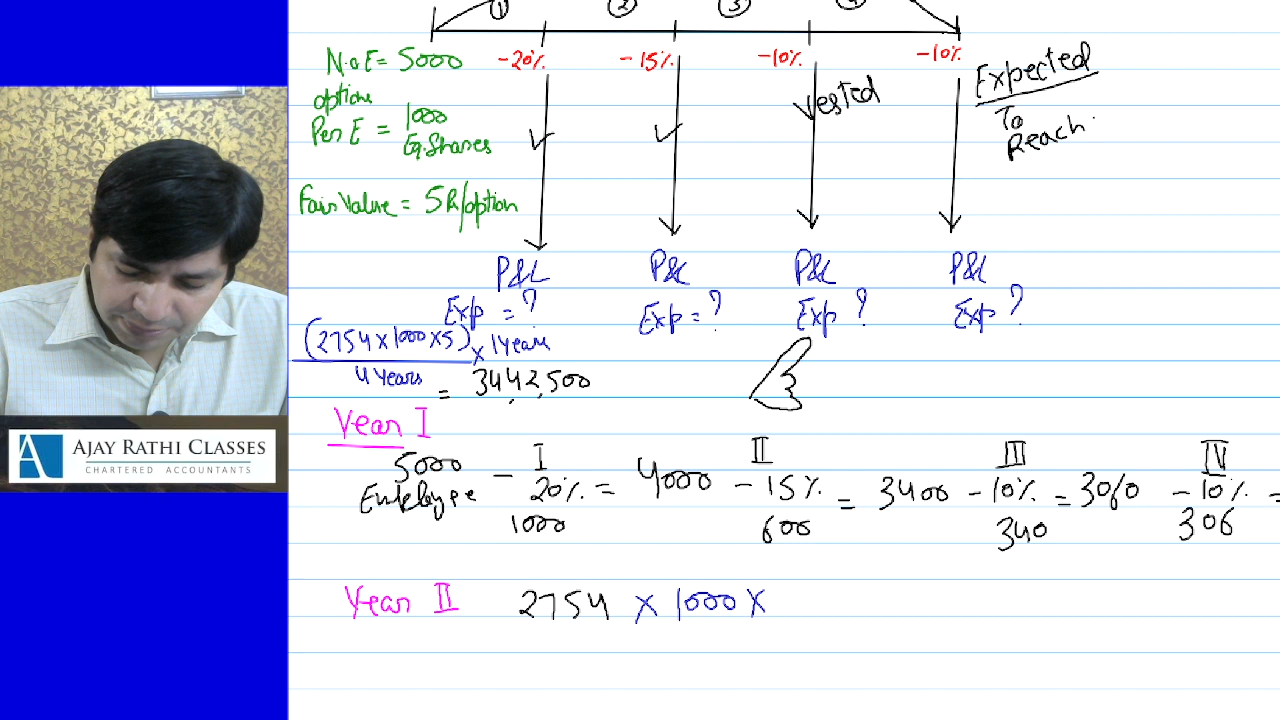 ① ② ③ ④
N.o E = 5000 -20% -15% -10% -10% Expected
options To
Per E = 1000 Vested Reach.
Eq.Shares
Fair Value = 5R/option
P&L P&L P&L P&L
Exp = ? Exp = ? Exp ? Exp ?
(2754 x 1000 x 5) x 1 Years
4 Years
= 3442,500
Year I
5000 - I 20% = 4000 II - 15% = 3400 III - 10% = 3060 IV - 10% =
Employee 1000 600 340 306
Year II 2754 x 1000 x
AJAY RATHI CLASSES
CHARTERED ACCOUNTANTS